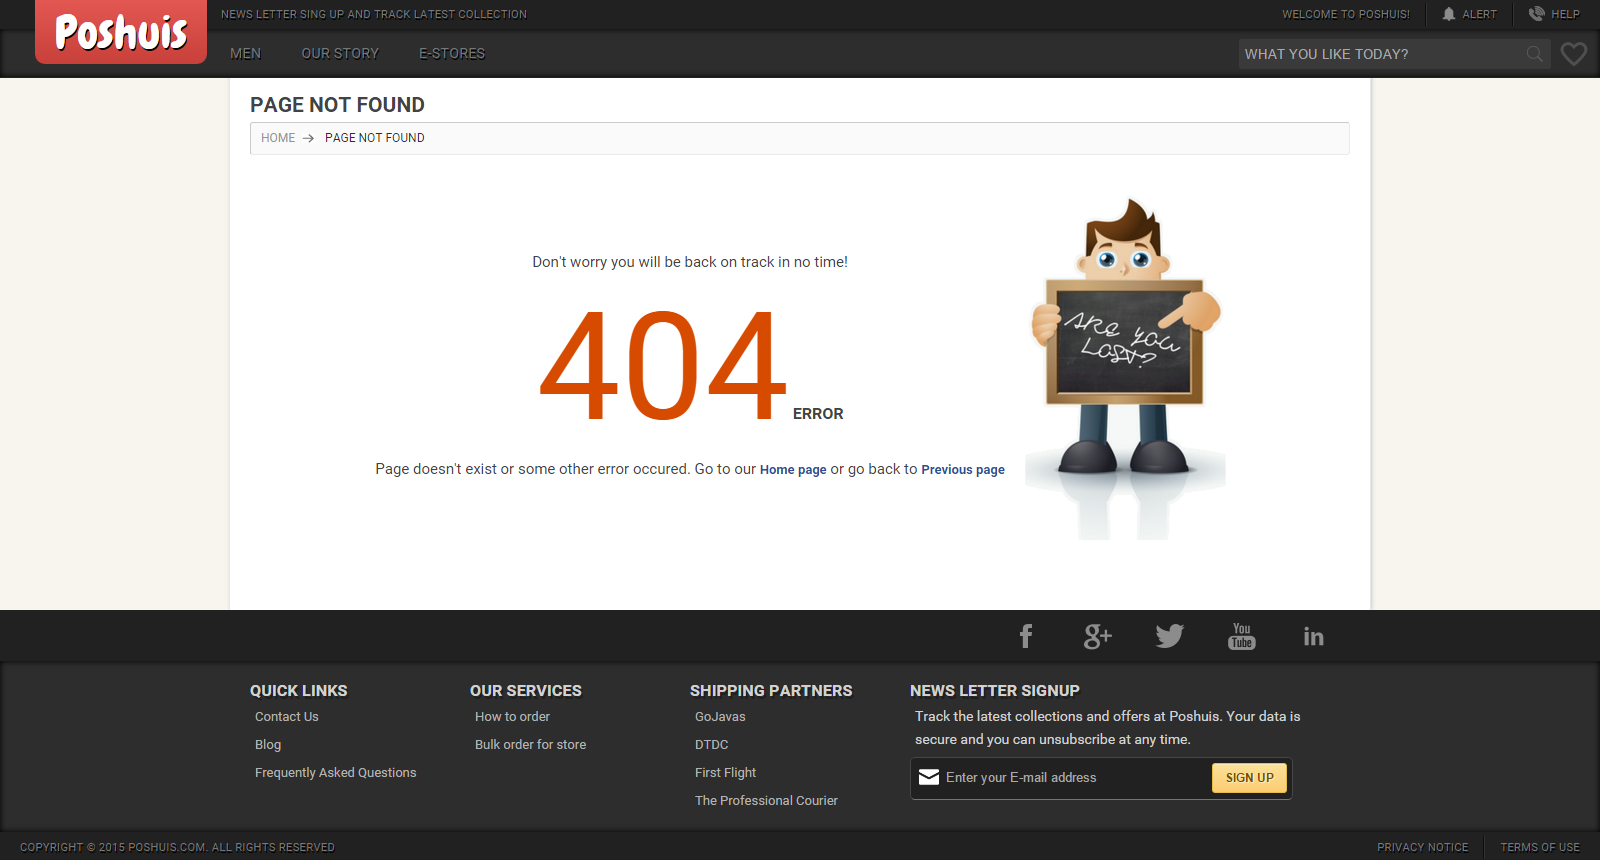 Poshuis
NEWS LETTER SING UP AND TRACK LATEST COLLECTION
WELCOME TO POSHUIS!
ALERT
HELP
MEN
OUR STORY
E-STORES
WHAT YOU LIKE TODAY?
PAGE NOT FOUND
HOME
PAGE NOT FOUND
Don't worry you will be back on track in no time!
404 ERROR
Page doesn't exist or some other error occured. Go to our Home page or go back to Previous page
ARE YOU
LOST?
You
Tube
QUICK LINKS
Contact Us
Blog
Frequently Asked Questions
OUR SERVICES
How to order
Bulk order for store
SHIPPING PARTNERS
GoJavas
DTDC
First Flight
The Professional Courier
NEWS LETTER SIGNUP
Track the latest collections and offers at Poshuis. Your data is
secure and you can unsubscribe at any time.
Enter your E-mail address
SIGN UP
COPYRIGHT © 2015 POSHUIS.COM. ALL RIGHTS RESERVED
PRIVACY NOTICE
TERMS OF USE